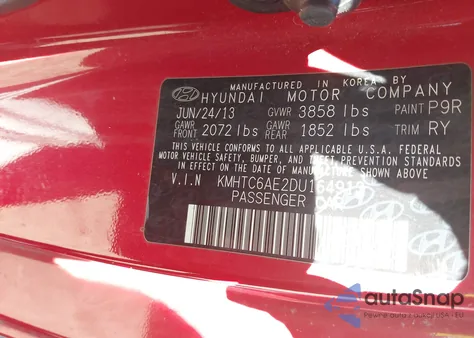 MANUFACTURED IN KOREA BY
HYUNDAI MOTOR COMPANY
JUN/24/13 GVWR 3858 lbs PAINT P9R
GAWR FRONT 2072 lbs GAWR REAR 1852 lbs TRIM RY
THIS VEHICLE CONFORMS TO ALL APPLICABLE U.S.A. FEDERAL
MOTOR VEHICLE SAFETY, BUMPER, AND THEFT PREVENTION STANDARDS
IN EFFECT ON THE DATE OF MANUFACTURE SHOWN ABOVE
V.I.N
PASSENGER CAR
autoSnap